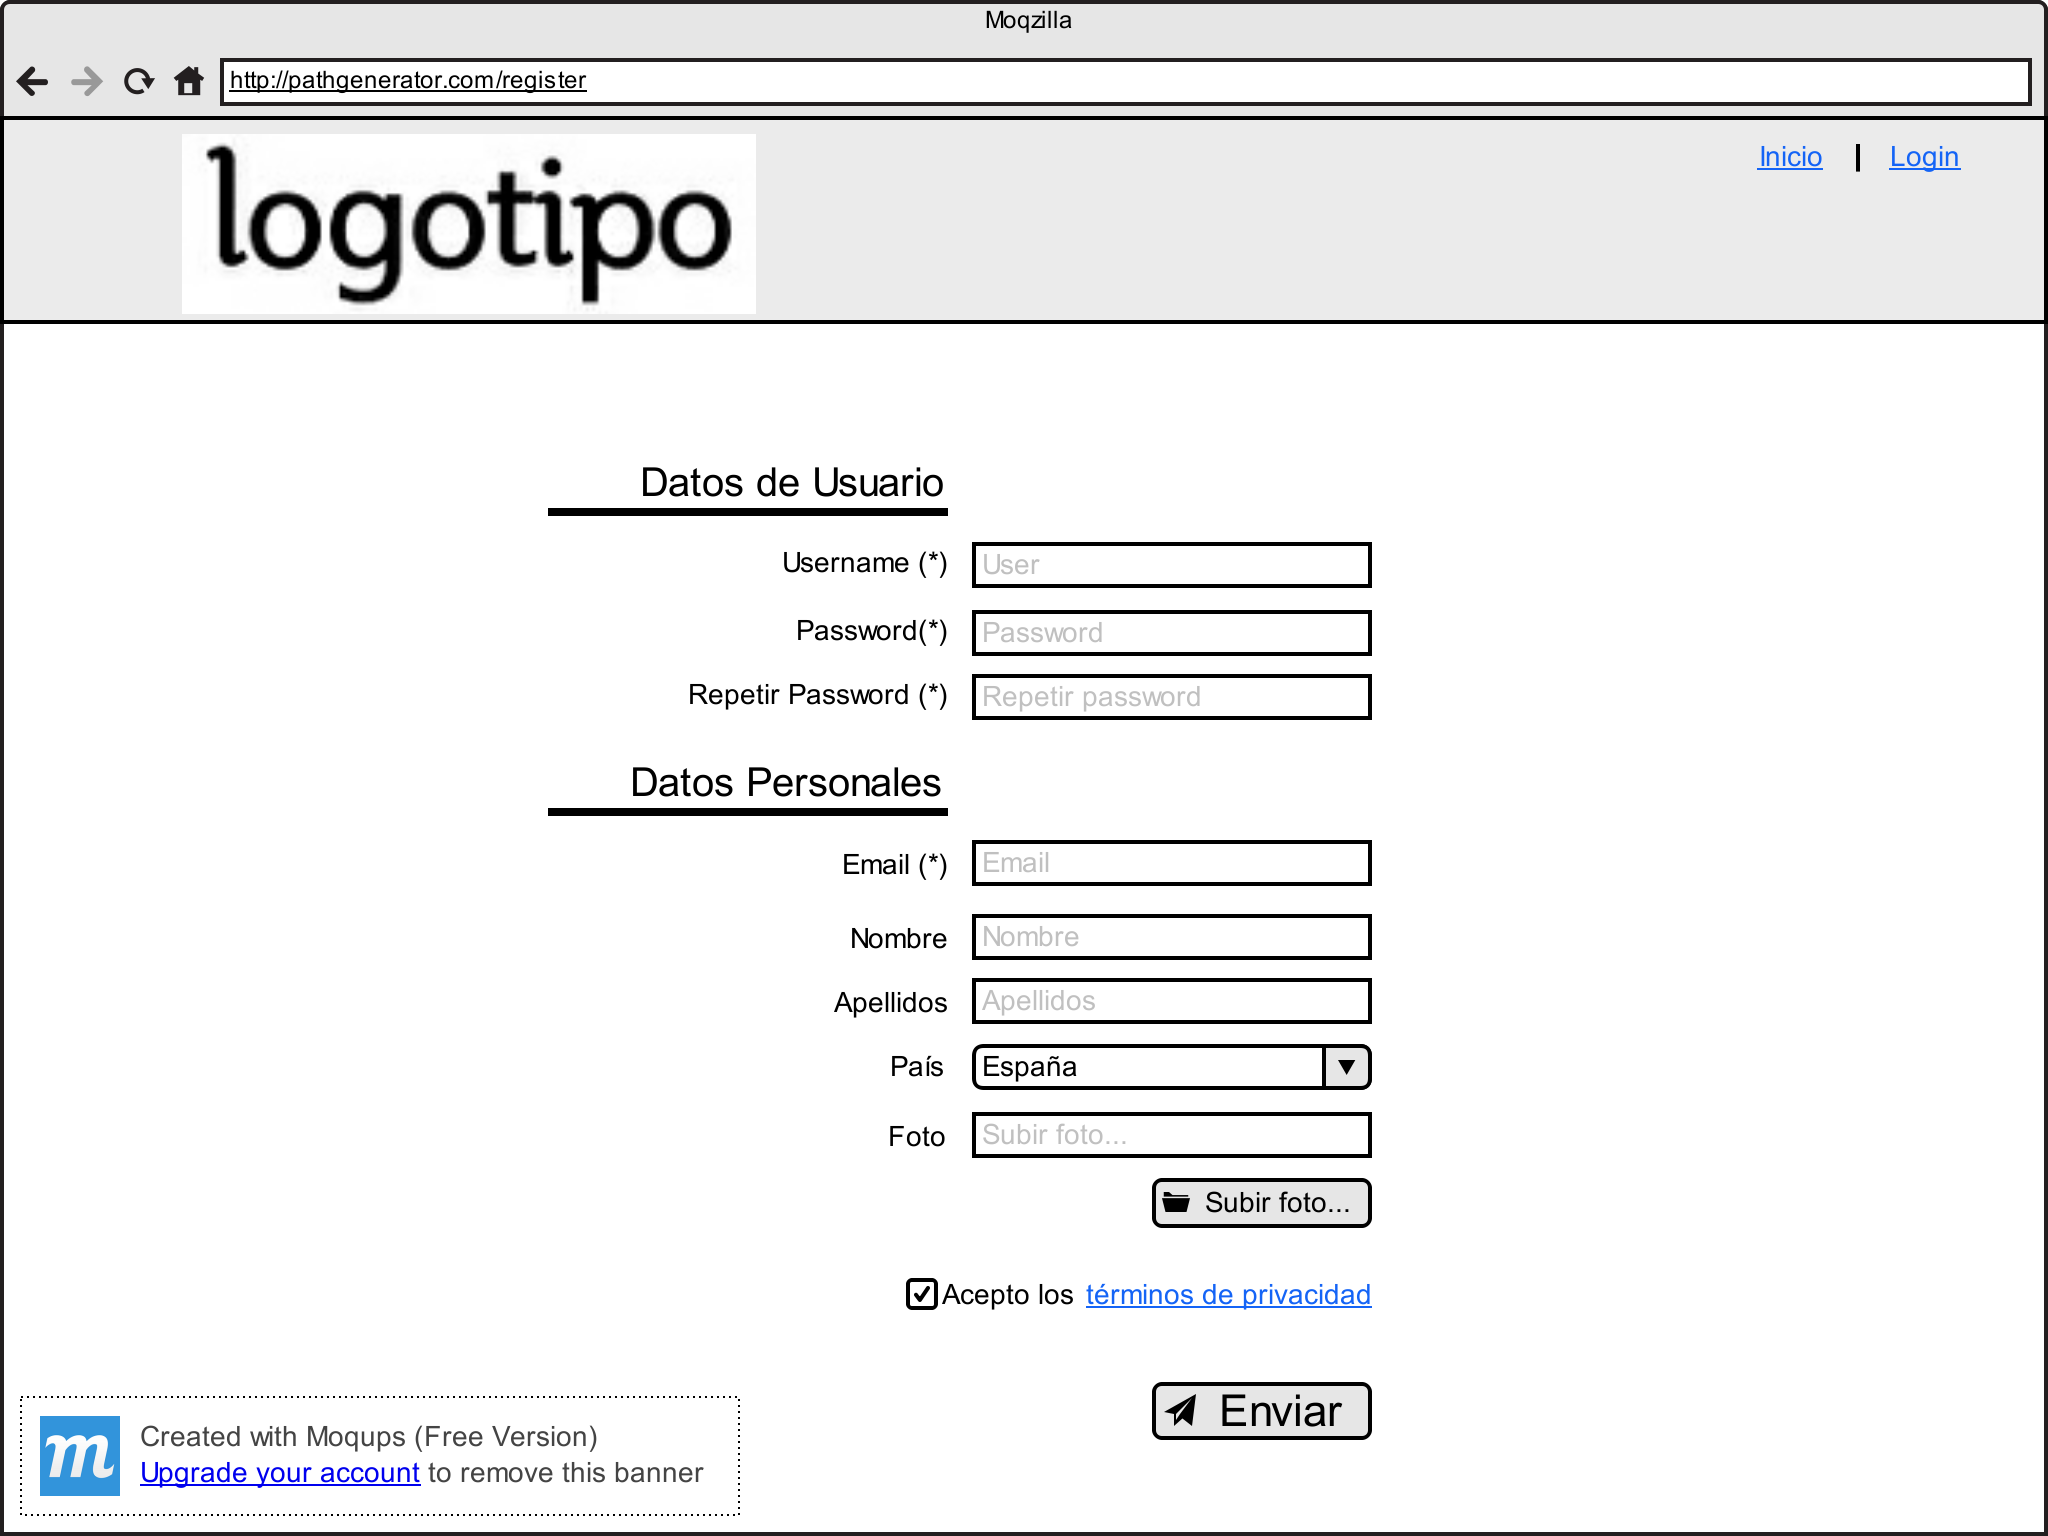 Moqzilla
http://pathgenerator.com/register
logotipo
Inicio | Login
Datos de Usuario
Username (*) User
Password(*) Password
Repetir Password (*) Repetir password
Datos Personales
Email (*) Email
Nombre Nombre
Apellidos Apellidos
País España
Foto Subir foto...
Subir foto...
Acepto los términos de privacidad
Enviar
m
Created with Moqups (Free Version)
Upgrade your account to remove this banner